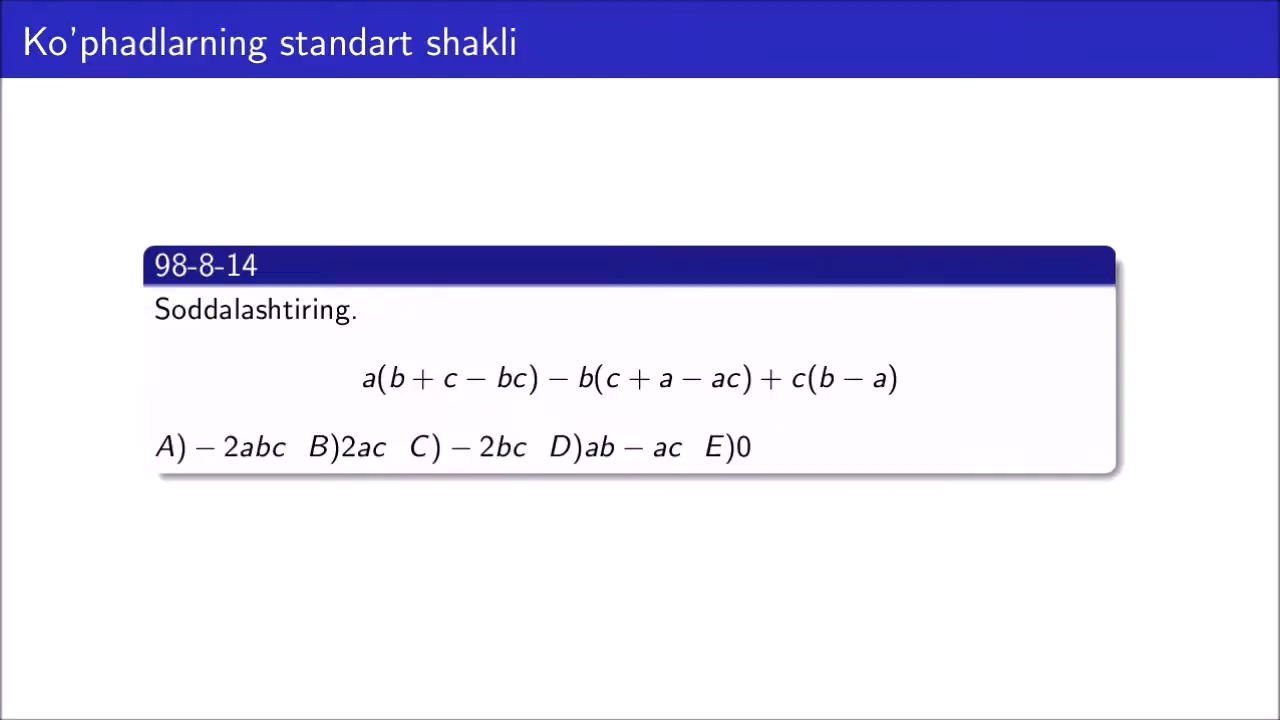 Ko'phadlarning standart shakli
98-8-14
Soddalashtiring.
a(b + c − bc) − b(c + a − ac) + c(b − a)
A) − 2abc B)2ac C) − 2bc D)ab − ac E)0